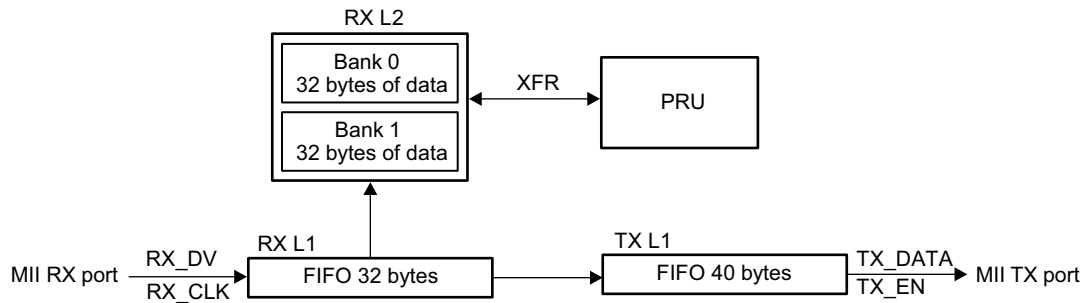 RX L2
Bank 0
32 bytes of data
Bank 1
32 bytes of data
XFR
PRU
MII RX port
RX_DV
RX_CLK
RX L1
FIFO 32 bytes
TX L1
FIFO 40 bytes
TX_DATA
TX_EN
MII TX port